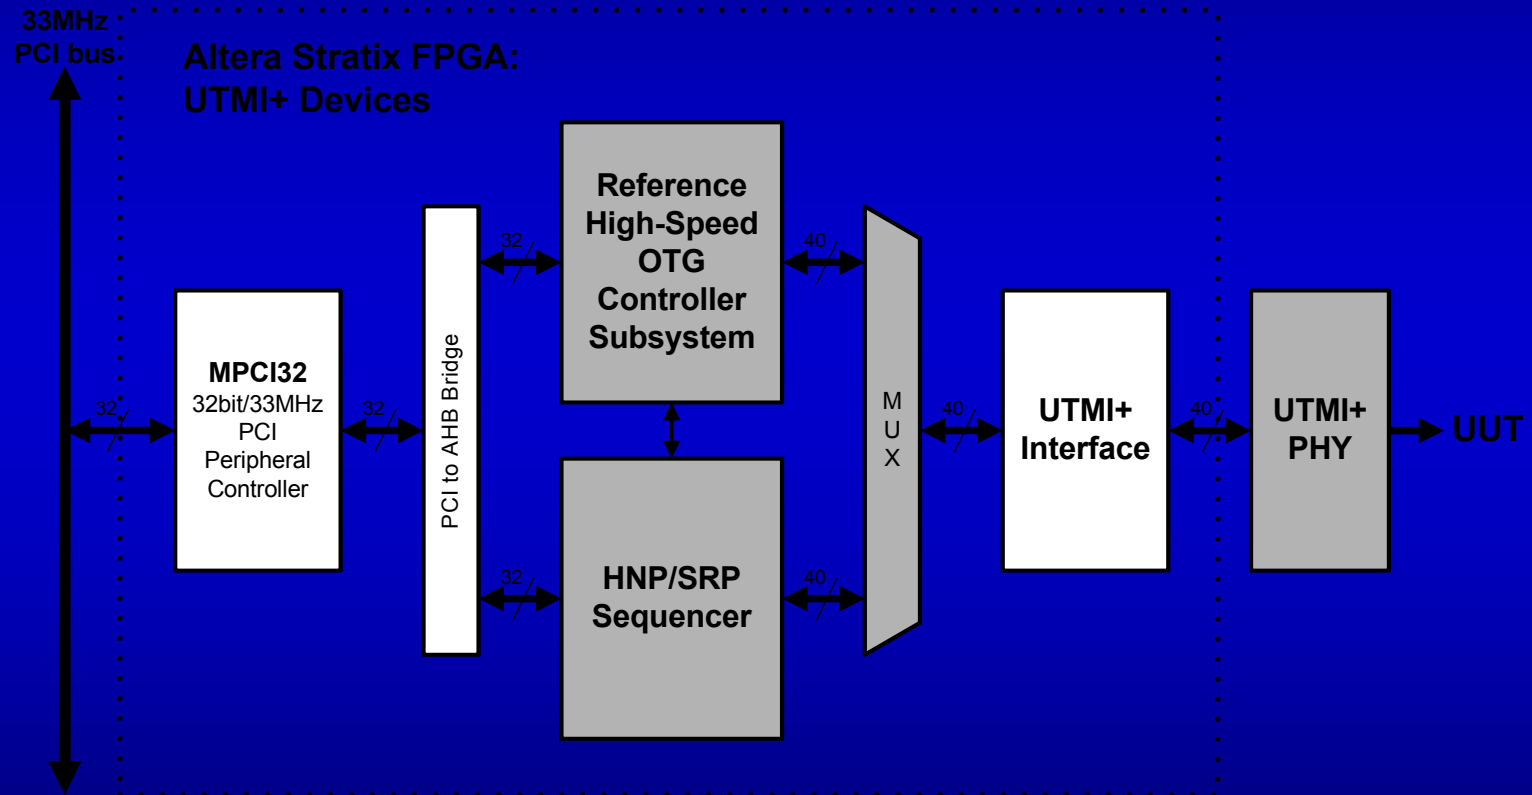 33MHz
PCI bus
Altera Stratix FPGA:
UTMI+ Devices
32
MPCI32
32bit/33MHz
PCI
Peripheral
Controller
32
PCI to AHB Bridge
32
32
Reference
High-Speed
OTG
Controller
Subsystem
HNP/SRP
Sequencer
40
40
M
U
X
40
UTMI+
Interface
40
UTMI+
PHY
UUT